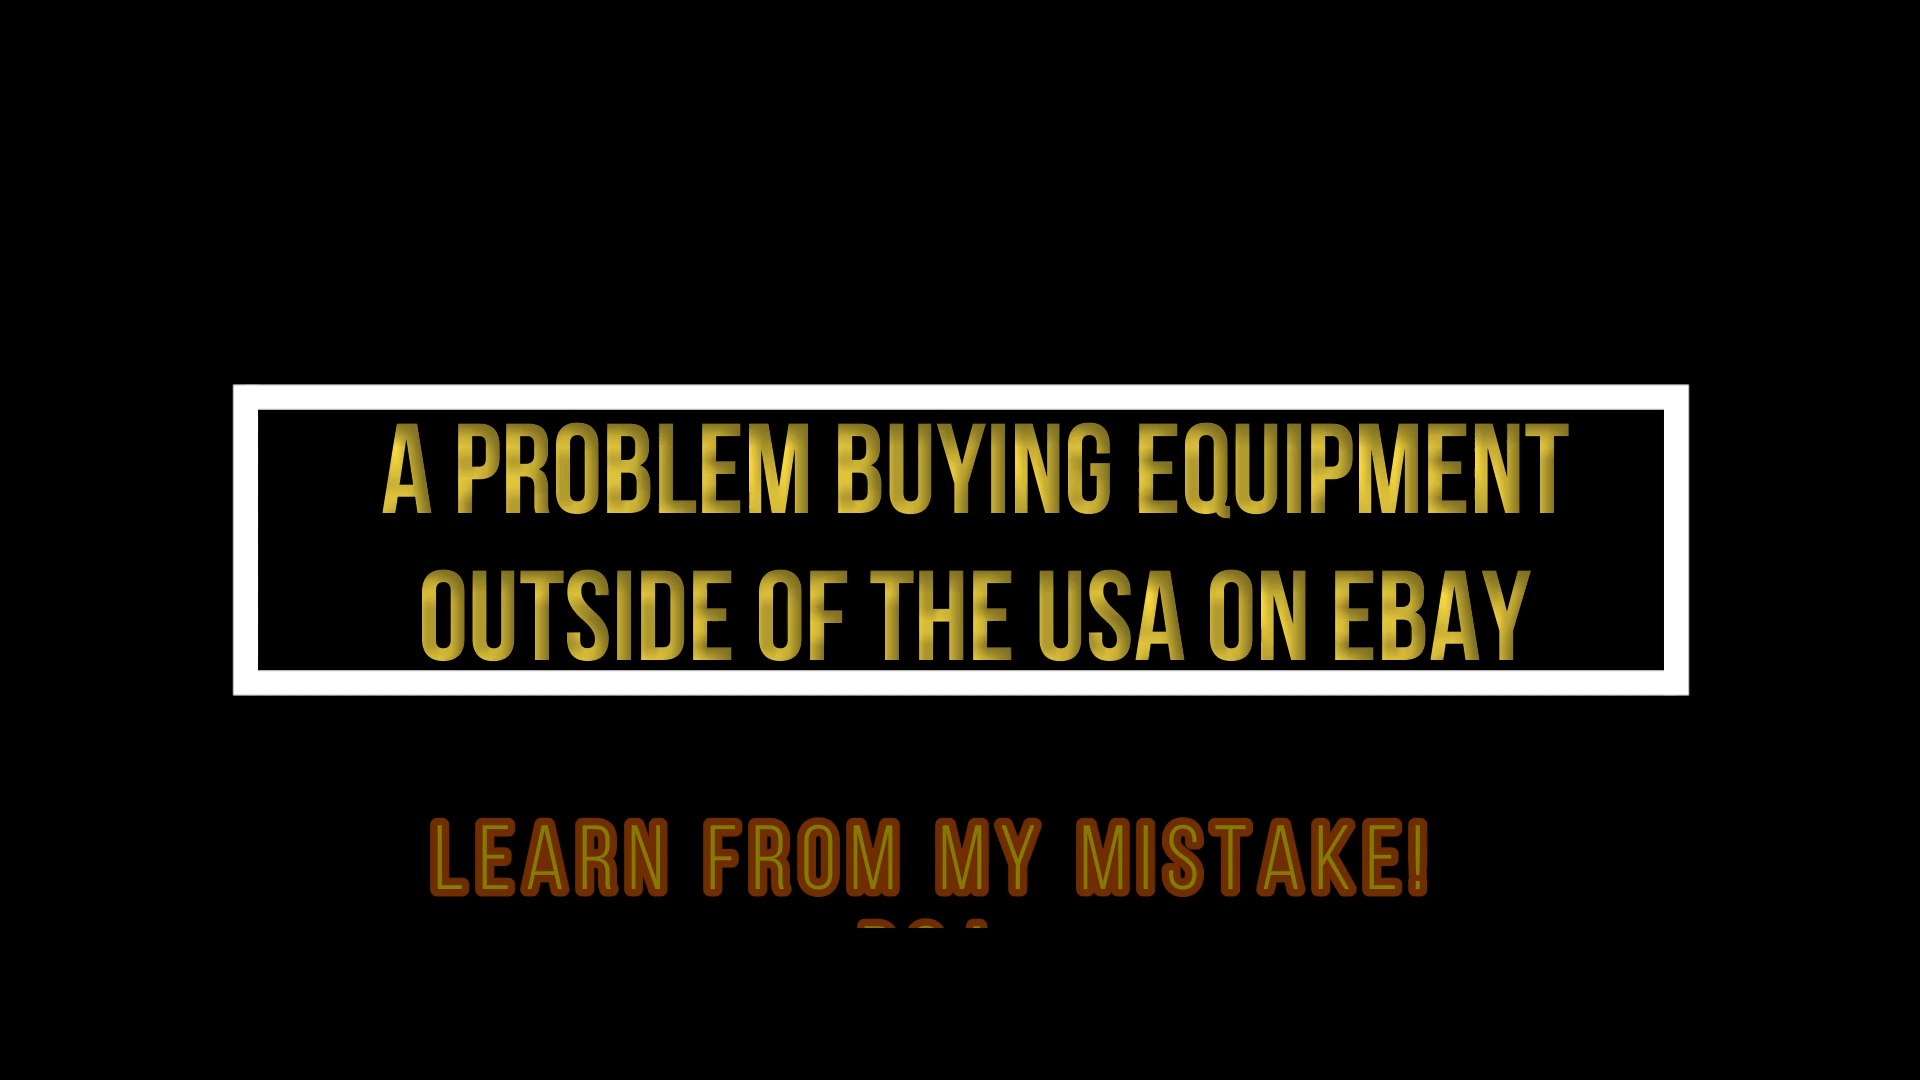 A PROBLEM BUYING EQUIPMENT
OUTSIDE OF THE USA ON EBAY
LEARN FROM MY MISTAKE!